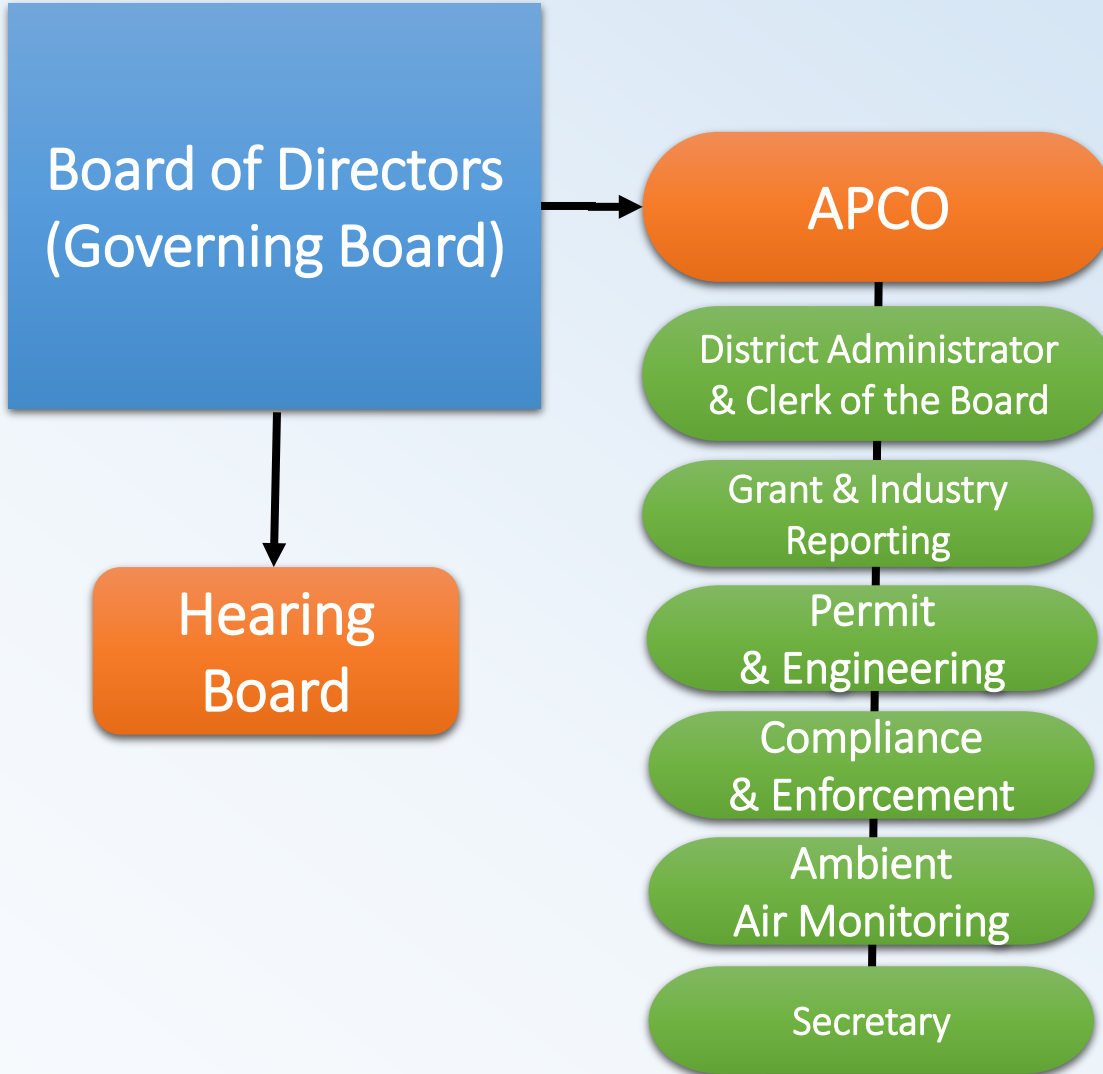 Board of Directors
(Governing Board)
APCO
District Administrator
& Clerk of the Board
Grant & Industry
Reporting
Permit
& Engineering
Compliance
& Enforcement
Ambient
Air Monitoring
Secretary
Hearing
Board